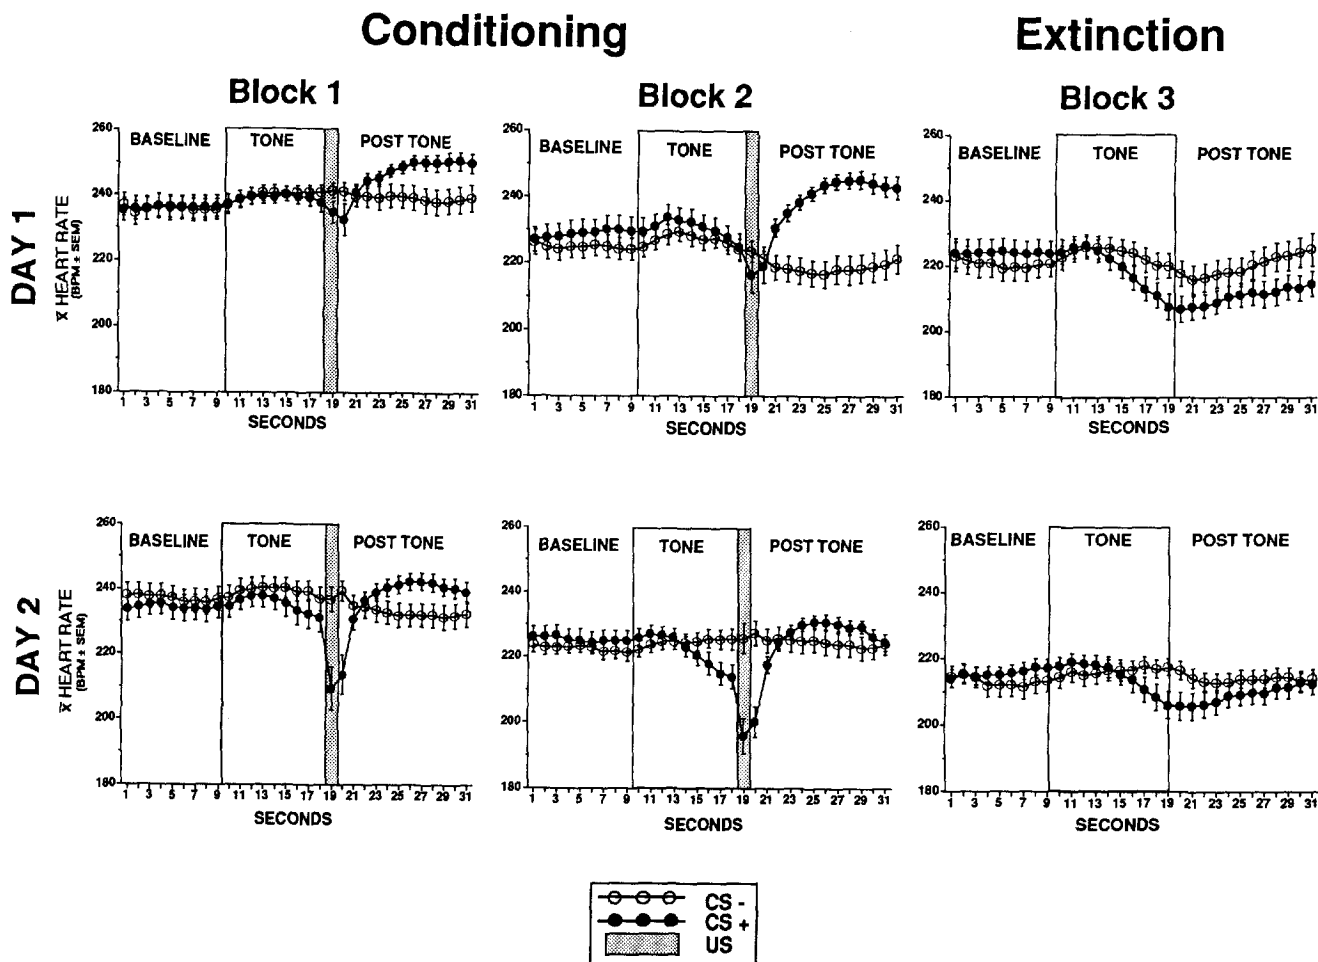 Conditioning Extinction
Block 1 Block 2 Block 3
DAY 1
x̄ HEART RATE
(BPM ± SEM)
260
240
220
200
180
BASELINE TONE POST TONE
1 3 5 7 9 11 13 15 17 19 21 23 25 27 29 31
SECONDS
260
240
220
200
180
BASELINE TONE POST TONE
1 3 5 7 9 11 13 15 17 19 21 23 25 27 29 31
SECONDS
260
240
220
200
180
BASELINE TONE POST TONE
1 3 5 7 9 11 13 15 17 19 21 23 25 27 29 31
SECONDS
DAY 2
x̄ HEART RATE
(BPM ± SEM)
260
240
220
200
180
BASELINE TONE POST TONE
1 3 5 7 9 11 13 15 17 19 21 23 25 27 29 31
SECONDS
260
240
220
200
180
BASELINE TONE POST TONE
1 3 5 7 9 11 13 15 17 19 21 23 25 27 29 31
SECONDS
260
240
220
200
180
BASELINE TONE POST TONE
1 3 5 7 9 11 13 15 17 19 21 23 25 27 29 31
SECONDS
CS -
CS +
US